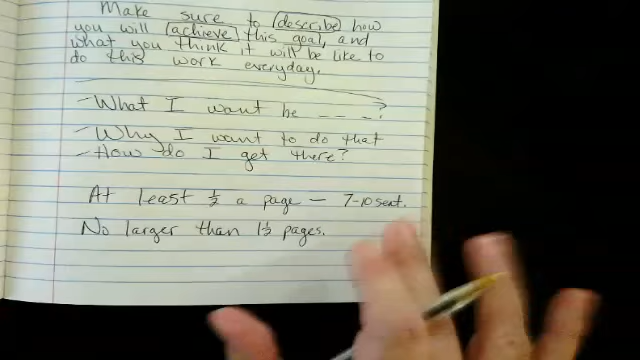 Make sure to describe how
you will achieve this goal, and
what you think it will be like to
do this work everyday.
- What I want be _ _ _ ?
- Why I want to do that
- How do I get there?
At least ½ a page - 7-10 sent.
No larger than 1½ pages.